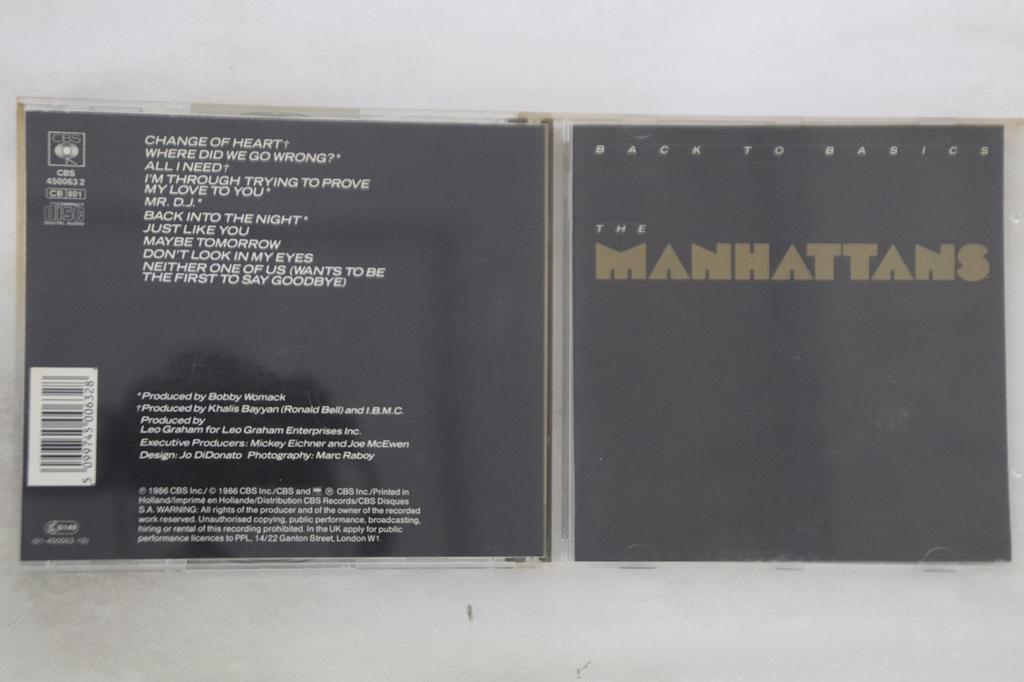 CBS
CBS
450063 2
CB 801
COMPACT
disc
DIGITAL AUDIO
CHANGE OF HEART†
WHERE DID WE GO WRONG?*
ALL I NEED†
I'M THROUGH TRYING TO PROVE
MY LOVE TO YOU*
MR. D.J.*
BACK INTO THE NIGHT*
JUST LIKE YOU
MAYBE TOMORROW
DON'T LOOK IN MY EYES
NEITHER ONE OF US (WANTS TO BE
THE FIRST TO SAY GOODBYE)
*Produced by Bobby Womack
†Produced by Khalis Bayyan (Ronald Bell) and I.B.M.C.
Produced by
Leo Graham for Leo Graham Enterprises Inc.
Executive Producers: Mickey Eichner and Joe McEwen
Design: Jo DiDonato Photography: Marc Raboy
5 099745 006328
℗ 1986 CBS Inc./© 1986 CBS Inc./CBS and ® CBS Inc./Printed in
Holland/Imprimé en Hollande/Distribution CBS Records/CBS Disques
S.A. WARNING: All rights of the producer and of the owner of the recorded
work reserved. Unauthorised copying, public performance, broadcasting,
hiring or rental of this recording prohibited. In the UK apply for public
performance licences to PPL, 14/22 Ganton Street, London W1.
0149
(01-450063-10)
BACK TO BASICS
THE
MANHATTANS